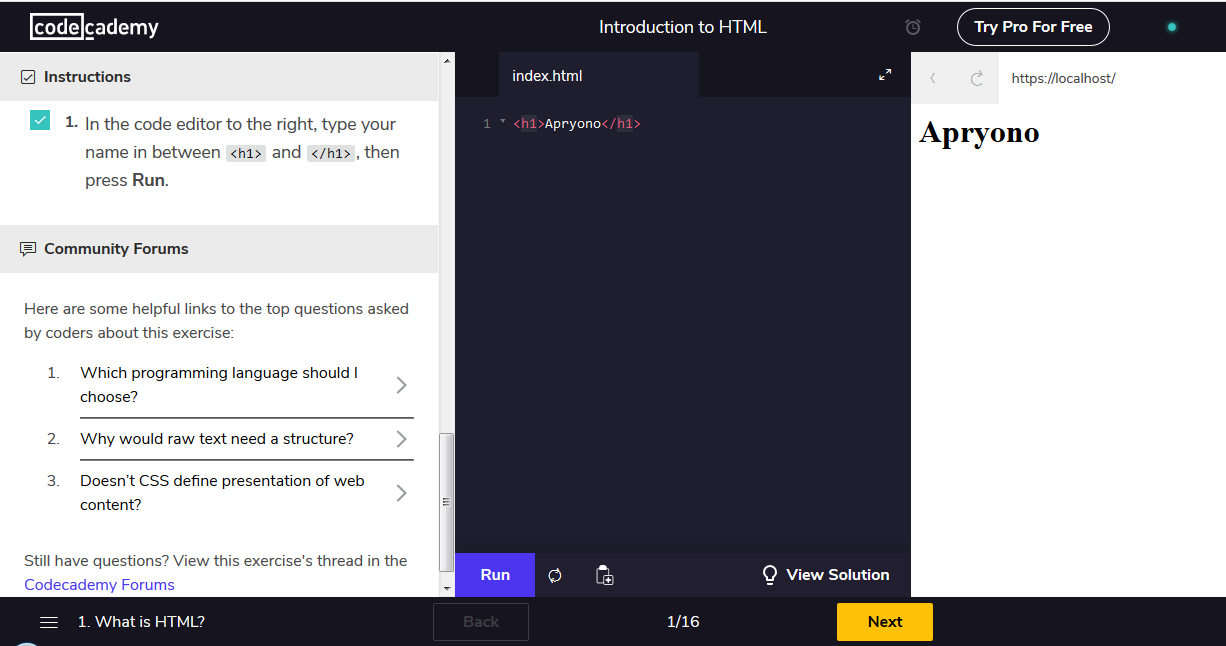 codecademy
Introduction to HTML
Try Pro For Free
Instructions
1. In the code editor to the right, type your
name in between <h1> and </h1>, then
press Run.
Community Forums
Here are some helpful links to the top questions asked
by coders about this exercise:
1. Which programming language should I
choose?
2. Why would raw text need a structure?
3. Doesn’t CSS define presentation of web
content?
Still have questions? View this exercise's thread in the
Codecademy Forums
index.html
1 <h1>Apryono</h1>
Run
View Solution
https://localhost/
Apryono
1. What is HTML?
Back
1/16
Next